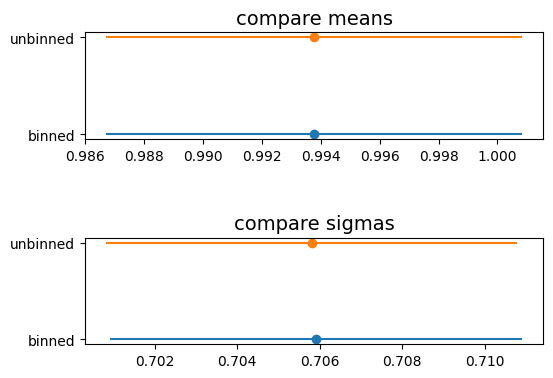 compare means
unbinned
binned
0.986 0.988 0.990 0.992 0.994 0.996 0.998 1.000
compare sigmas
unbinned
binned
0.702 0.704 0.706 0.708 0.710